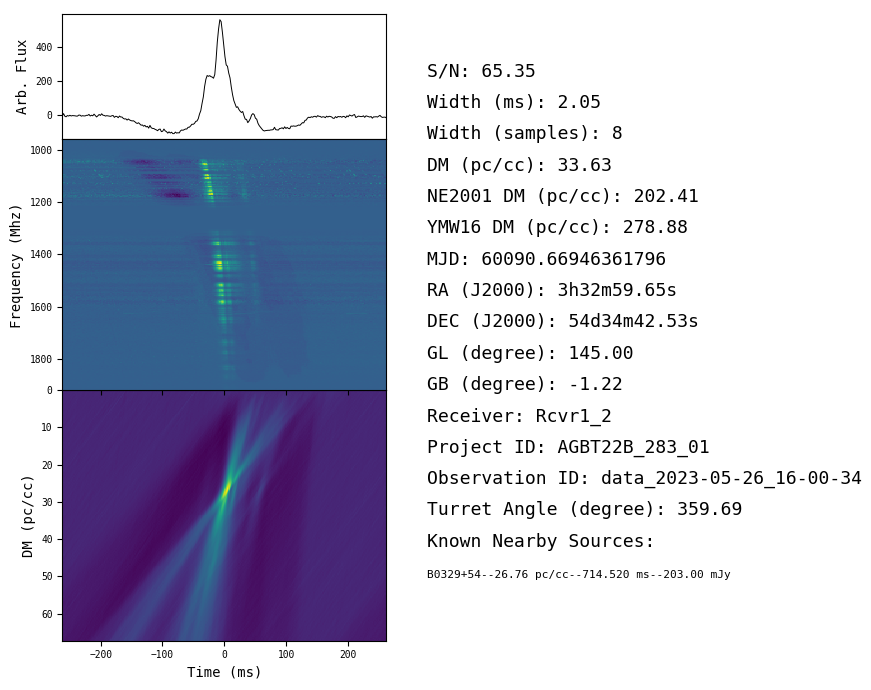 400
200
0
Arb. Flux
1000
1200
1400
1600
1800
Frequency (Mhz)
0
10
20
30
40
50
60
DM (pc/cc)
−200
−100
0
100
200
Time (ms)
S/N: 65.35
Width (ms): 2.05
Width (samples): 8
DM (pc/cc): 33.63
NE2001 DM (pc/cc): 202.41
YMW16 DM (pc/cc): 278.88
MJD: 60090.66946361796
RA (J2000): 3h32m59.65s
DEC (J2000): 54d34m42.53s
GL (degree): 145.00
GB (degree): -1.22
Receiver: Rcvr1_2
Project ID: AGBT22B_283_01
Observation ID: data_2023-05-26_16-00-34
Turret Angle (degree): 359.69
Known Nearby Sources:
B0329+54--26.76 pc/cc--714.520 ms--203.00 mJy